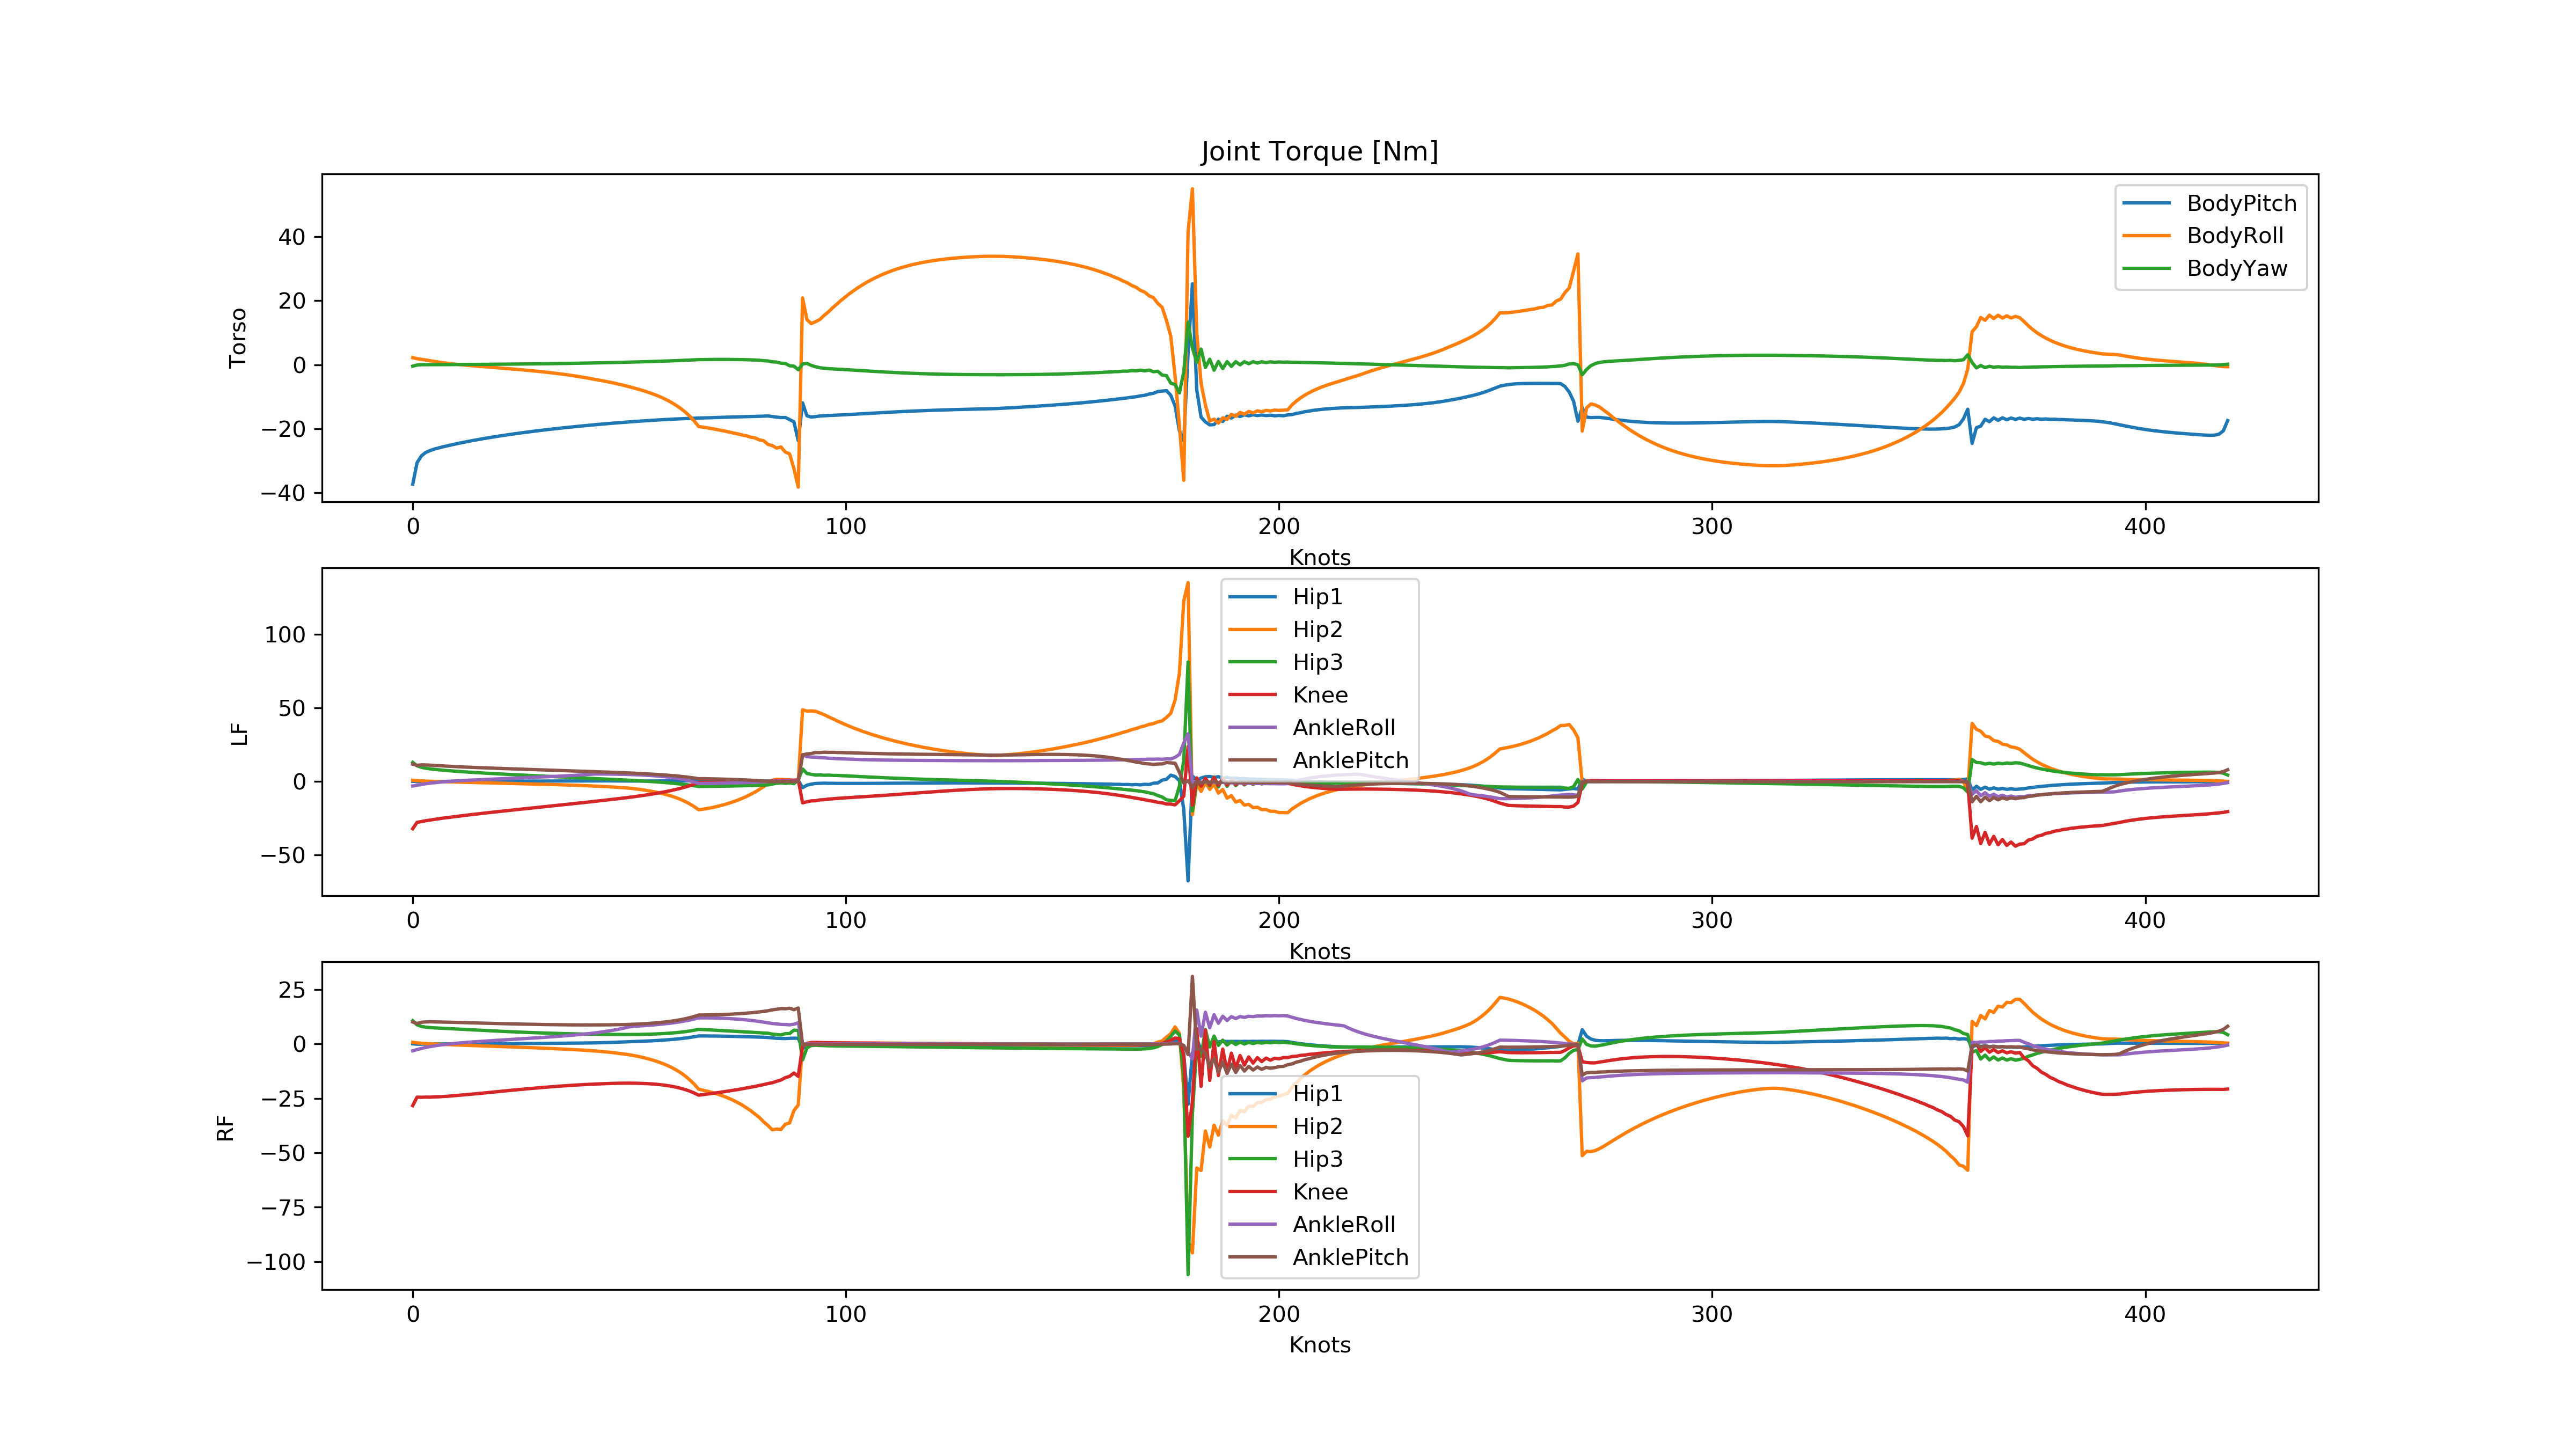 Joint Torque [Nm]
Torso
40
20
0
−20
−40
BodyPitch
BodyRoll
BodyYaw
0 100 200 300 400
Knots
LF
100
50
0
−50
Hip1
Hip2
Hip3
Knee
AnkleRoll
AnklePitch
0 100 200 300 400
Knots
RF
25
0
−25
−50
−75
−100
Hip1
Hip2
Hip3
Knee
AnkleRoll
AnklePitch
0 100 200 300 400
Knots